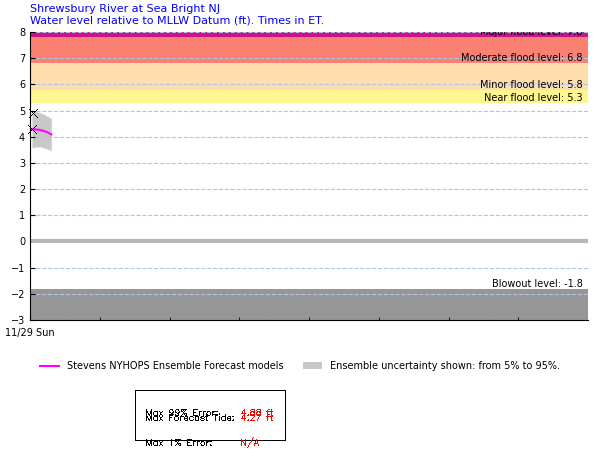 Shrewsbury River at Sea Bright NJ
Water level relative to MLLW Datum (ft). Times in ET.
8
7
Moderate flood level: 6.8
6
Minor flood level: 5.8
Near flood level: 5.3
5
4
3
2
1
0
−1
Blowout level: -1.8
−2
−3
11/29 Sun
Stevens NYHOPS Ensemble Forecast models
Ensemble uncertainty shown: from 5% to 95%.
Max Forecast Tide: 4.27 ft
Max 1% Error: N/A